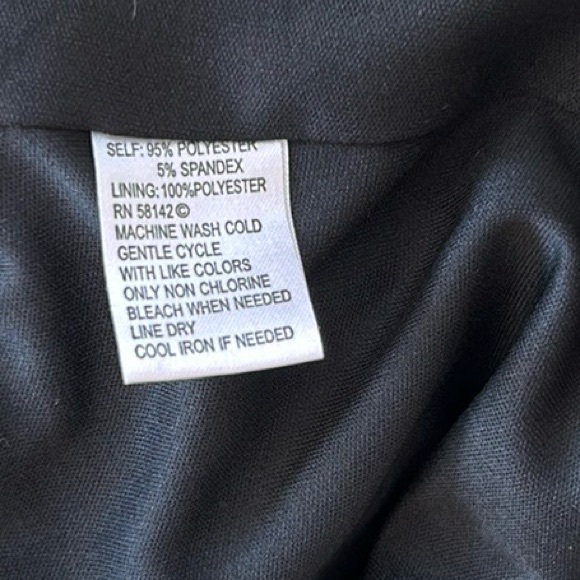 SELF: 95% POLYESTER
5% SPANDEX
LINING: 100%POLYESTER
RN 58142©
MACHINE WASH COLD
GENTLE CYCLE
WITH LIKE COLORS
ONLY NON CHLORINE
BLEACH WHEN NEEDED
LINE DRY
COOL IRON IF NEEDED